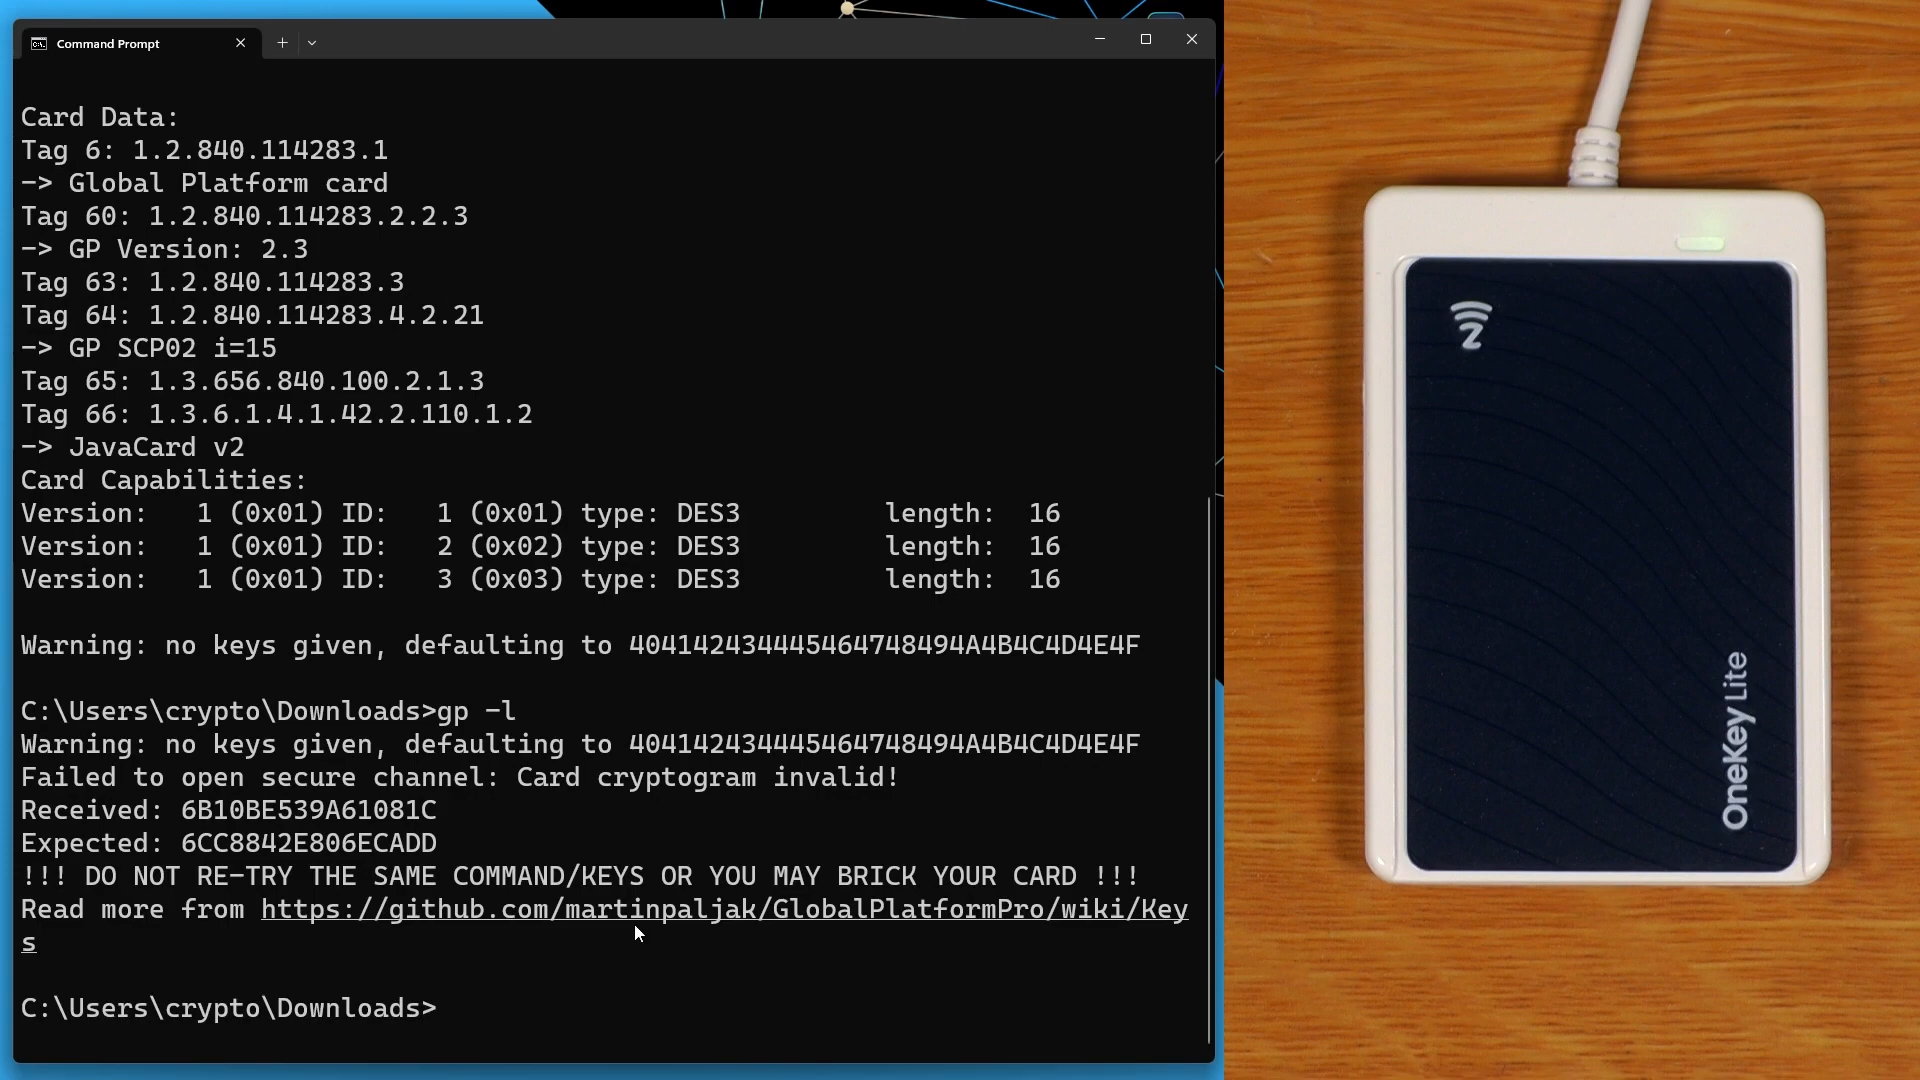 Command Prompt
Card Data:
Tag 6: 1.2.840.114283.1
-> Global Platform card
Tag 60: 1.2.840.114283.2.2.3
-> GP Version: 2.3
Tag 63: 1.2.840.114283.3
Tag 64: 1.2.840.114283.4.2.21
-> GP SCP02 i=15
Tag 65: 1.3.656.840.100.2.1.3
Tag 66: 1.3.6.1.4.1.42.2.110.1.2
-> JavaCard v2
Card Capabilities:
Version:   1 (0x01) ID:   1 (0x01) type: DES3         length:  16
Version:   1 (0x01) ID:   2 (0x02) type: DES3         length:  16
Version:   1 (0x01) ID:   3 (0x03) type: DES3         length:  16
Warning: no keys given, defaulting to 404142434445464748494A4B4C4D4E4F
C:\Users\crypto\Downloads>gp -l
Warning: no keys given, defaulting to 404142434445464748494A4B4C4D4E4F
Failed to open secure channel: Card cryptogram invalid!
Received: 6B10BE539A61081C
Expected: 6CC8842E806ECADD
!!! DO NOT RE-TRY THE SAME COMMAND/KEYS OR YOU MAY BRICK YOUR CARD !!!
Read more from https://github.com/martinpaljak/GlobalPlatformPro/wiki/Key
s
C:\Users\crypto\Downloads>
OneKey Lite